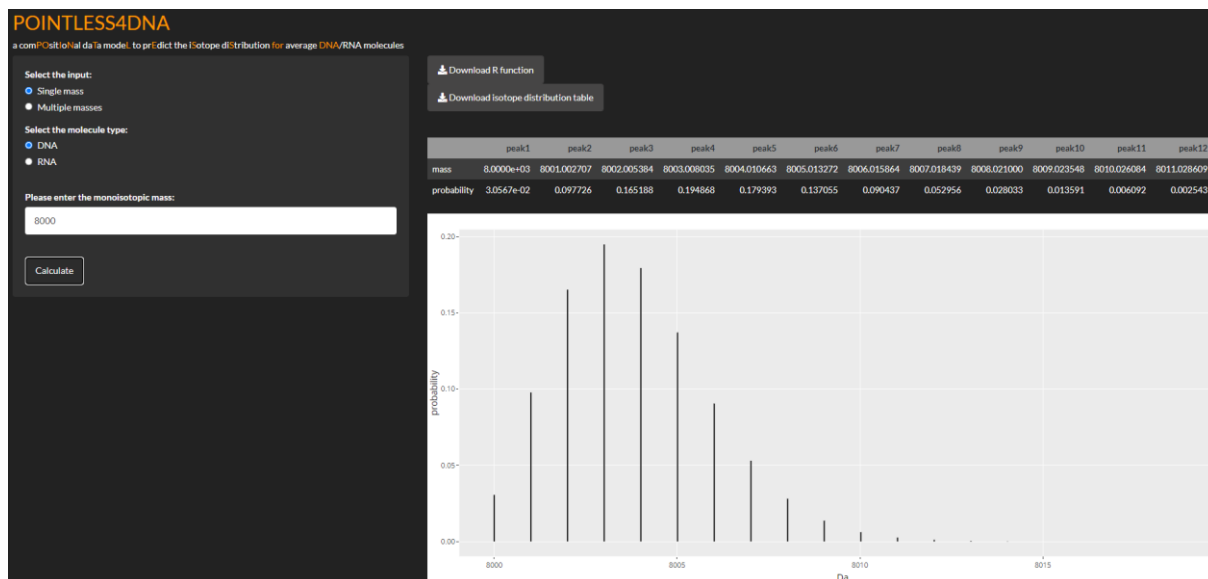 POINTLESS4DNA
a comPOsitIoNal daTa modeL to prEdict the iSotope diStribution for average DNA/RNA molecules
Select the input:
Single mass
Multiple masses
Select the molecule type:
DNA
RNA
Please enter the monoisotopic mass:
8000
Calculate
Download R function
Download isotope distribution table
peak1 peak2 peak3 peak4 peak5 peak6 peak7 peak8 peak9 peak10 peak11 peak12
mass 8.0000e+03 8001.002707 8002.005384 8003.008035 8004.010663 8005.013272 8006.015864 8007.018439 8008.021000 8009.023548 8010.026084 8011.028609
probability 3.0567e-02 0.097726 0.165188 0.194868 0.179393 0.137055 0.090437 0.052956 0.028033 0.013591 0.006092 0.002543
0.20
0.15
0.10
0.05
0.00
probability
8000 8005 8010 8015
Da